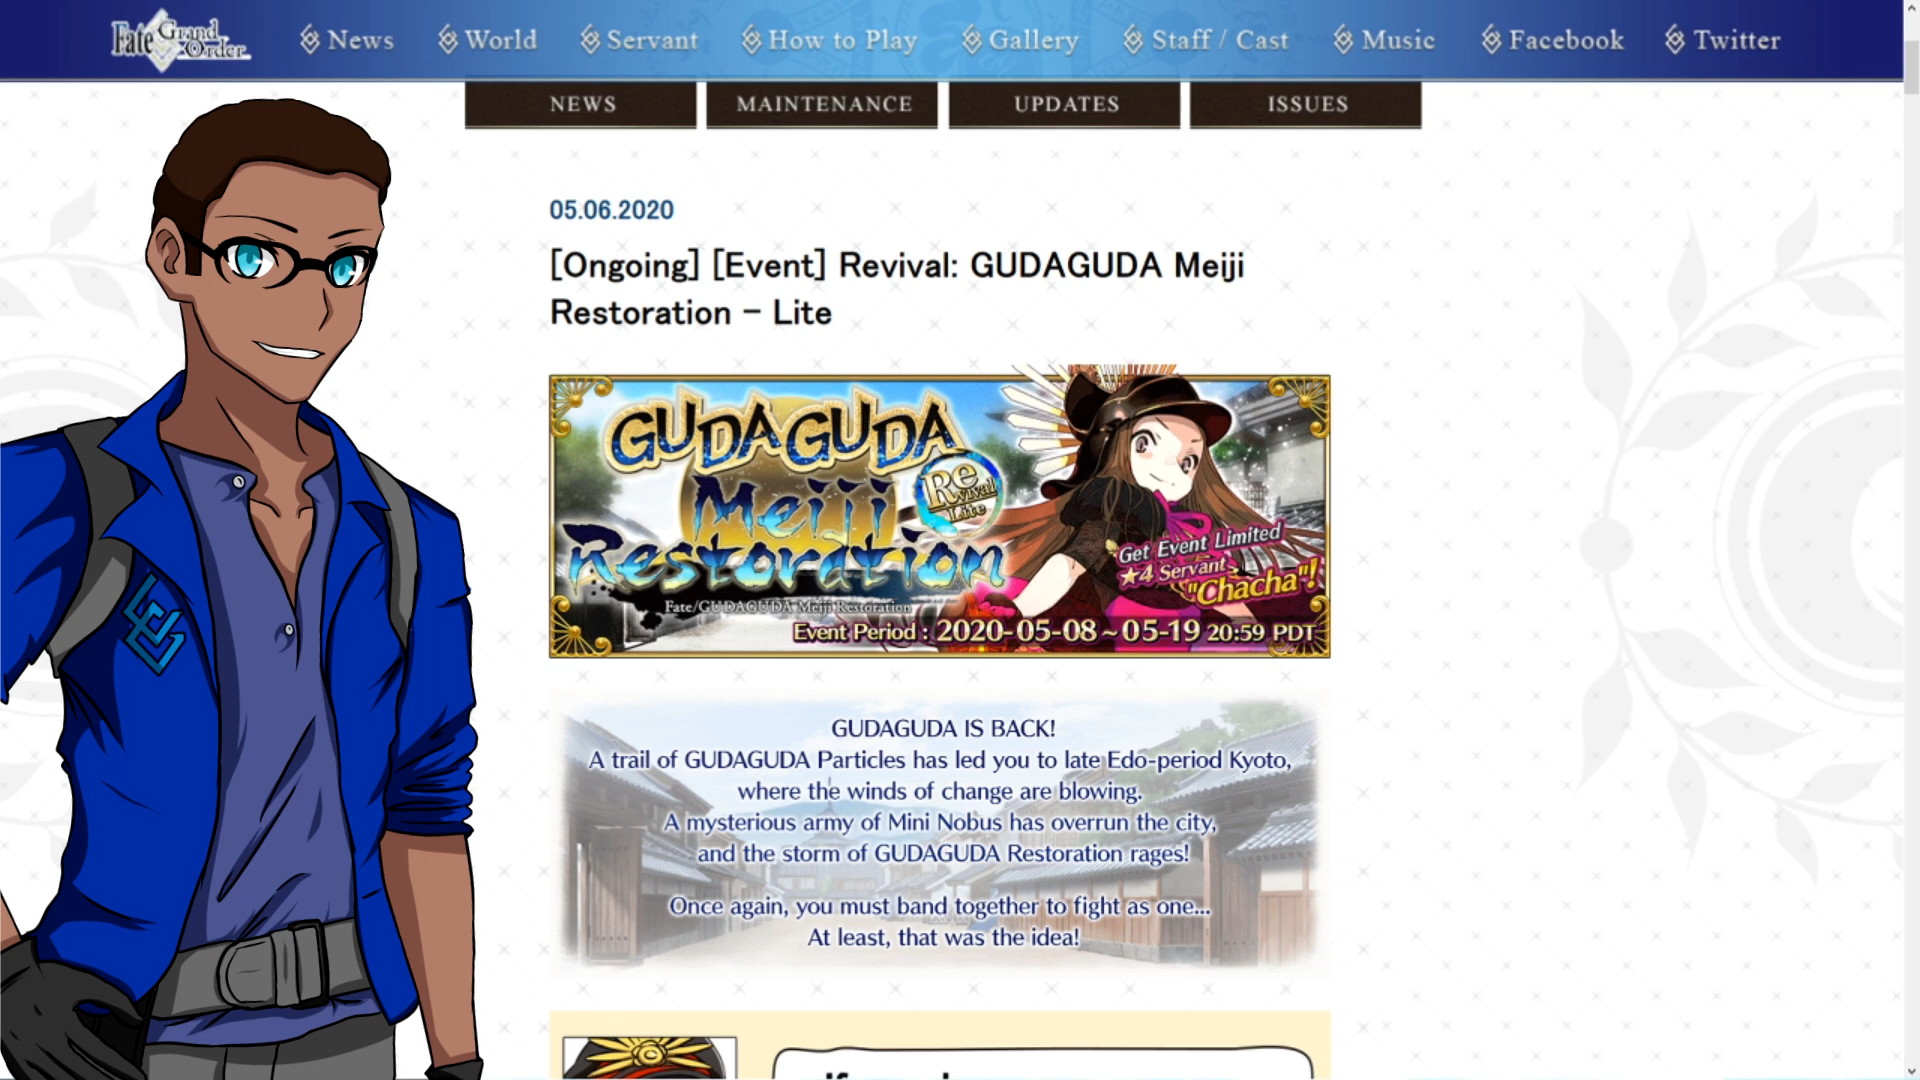 Fate Grand Order
News
World
Servant
How to Play
Gallery
Staff / Cast
Music
Facebook
Twitter
NEWS
MAINTENANCE
UPDATES
ISSUES
05.06.2020
[Ongoing] [Event] Revival: GUDAGUDA Meiji
Restoration – Lite
GUDAGUDA
Meiji
Restoration
Revival
Lite
Fate/GUDAGUDA Meiji Restoration
Get Event Limited
★4 Servant
"Chacha"!
Event Period : 2020-05-08 ~ 05-19 20:59 PDT
GUDAGUDA IS BACK!
A trail of GUDAGUDA Particles has led you to late Edo-period Kyoto,
where the winds of change are blowing.
A mysterious army of Mini Nobus has overrun the city,
and the storm of GUDAGUDA Restoration rages!
Once again, you must band together to fight as one...
At least, that was the idea!